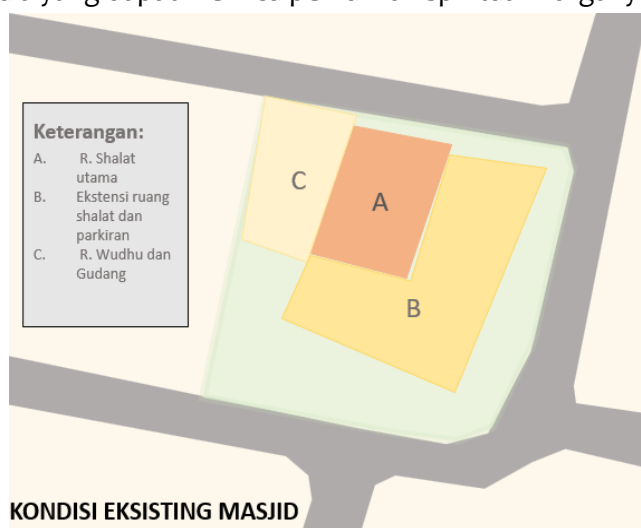 Keterangan:
A. R. Shalat
utama
B. Ekstensi ruang
shalat dan
parkiran
C. R. Wudhu dan
Gudang
C
A
B
KONDISI EKSISTING MASJID